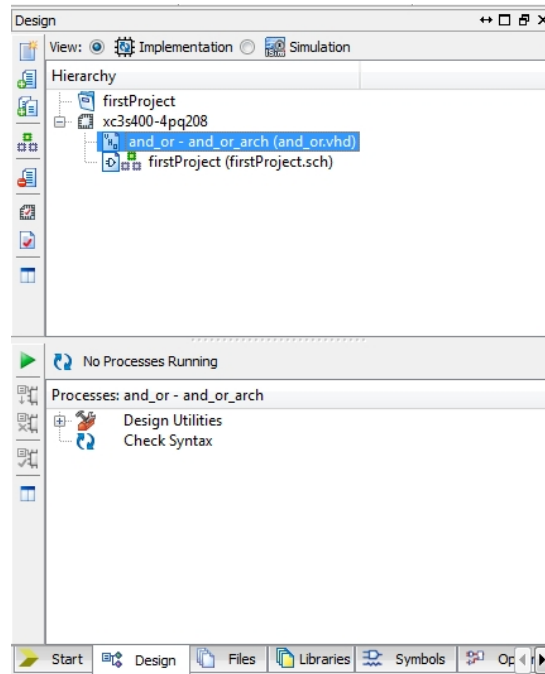 Design
View: Implementation Simulation
Hierarchy
firstProject
xc3s400-4pq208
and_or - and_or_arch (and_or.vhd)
firstProject (firstProject.sch)
No Processes Running
Processes: and_or - and_or_arch
Design Utilities
Check Syntax
Start Design Files Libraries Symbols